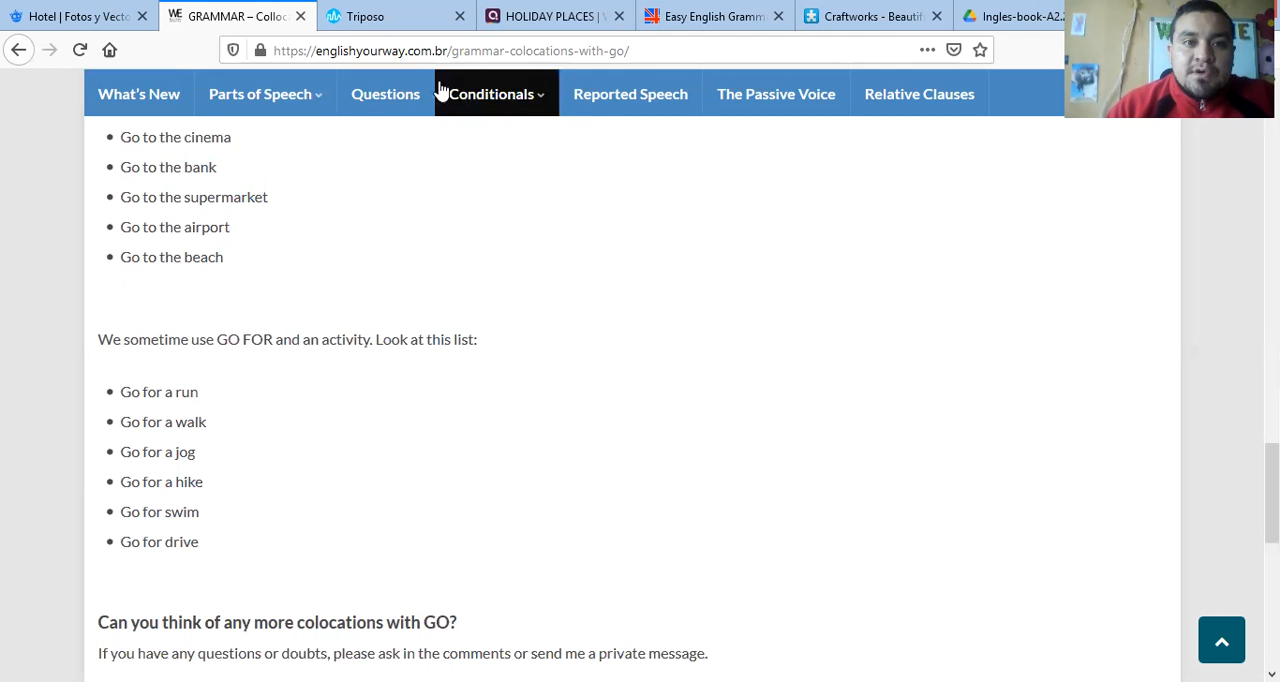 Hotel | Fotos y Vecto
GRAMMAR – Coloc
Triposo
HOLIDAY PLACES | V
Easy English Gramm
Craftworks - Beautif
Ingles-book-A2.2
https://englishyourway.com.br/grammar-colocations-with-go/
What's New
Parts of Speech
Questions
Conditionals
Reported Speech
The Passive Voice
Relative Clauses
• Go to the cinema
• Go to the bank
• Go to the supermarket
• Go to the airport
• Go to the beach
We sometime use GO FOR and an activity. Look at this list:
• Go for a run
• Go for a walk
• Go for a jog
• Go for a hike
• Go for swim
• Go for drive
Can you think of any more colocations with GO?
If you have any questions or doubts, please ask in the comments or send me a private message.